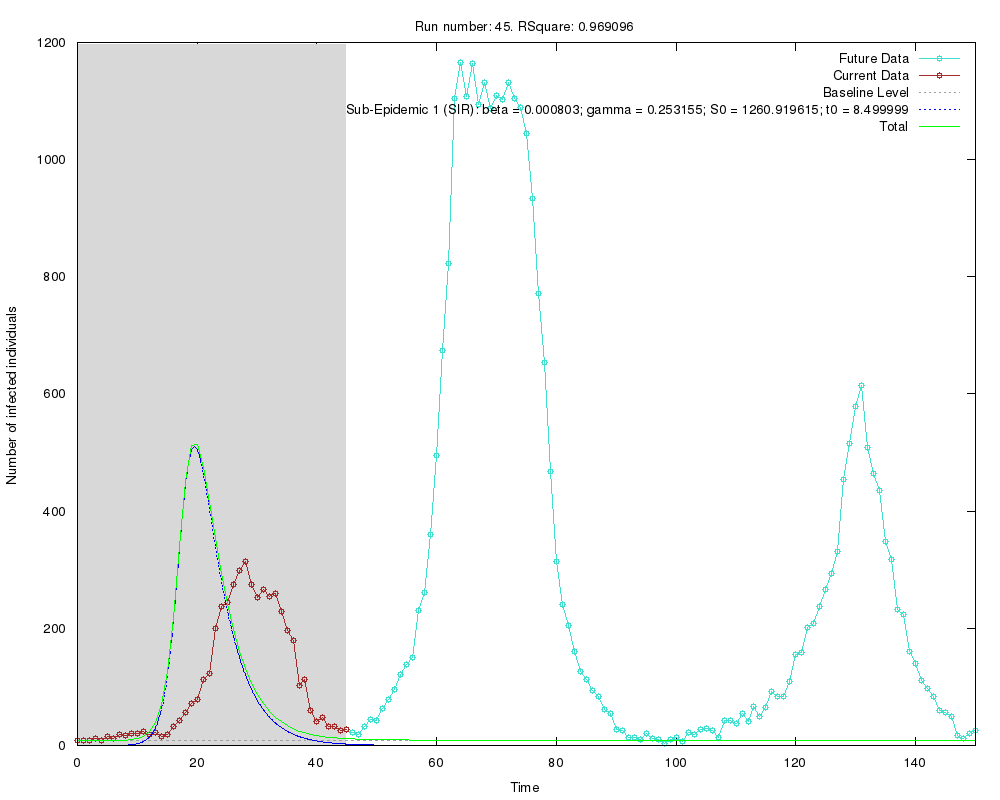 Run number: 45. RSquare: 0.969096
Future Data
Current Data
Baseline Level
Sub-Epidemic 1 (SIR): beta = 0.000803; gamma = 0.253155; S0 = 1260.919615; t0 = 8.499999
Total
1200
1000
800
600
400
200
0
Number of infected individuals
0 20 40 60 80 100 120 140
Time